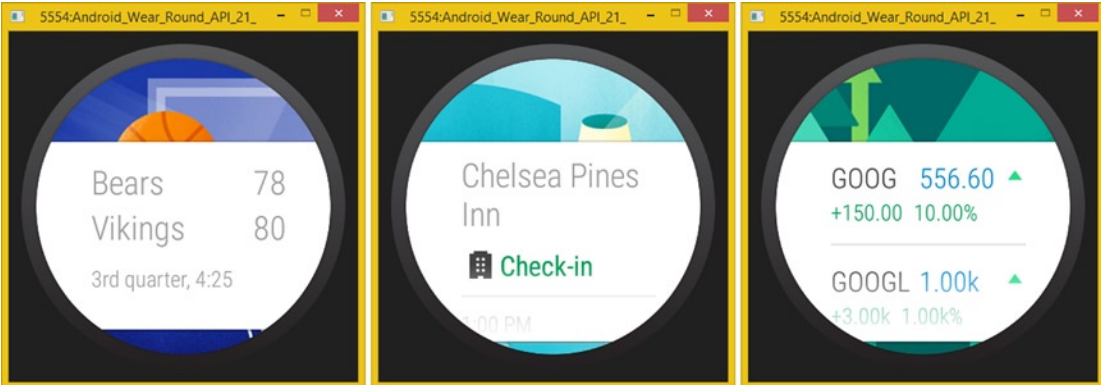 5554:Android_Wear_Round_API_21_
Bears 78
Vikings 80
3rd quarter, 4:25
5554:Android_Wear_Round_API_21_
Chelsea Pines
Inn
Check-in
1:00 PM
5554:Android_Wear_Round_API_21_
GOOG 556.60
+150.00 10.00%
GOOGL 1.00k
+3.00k 1.00k%